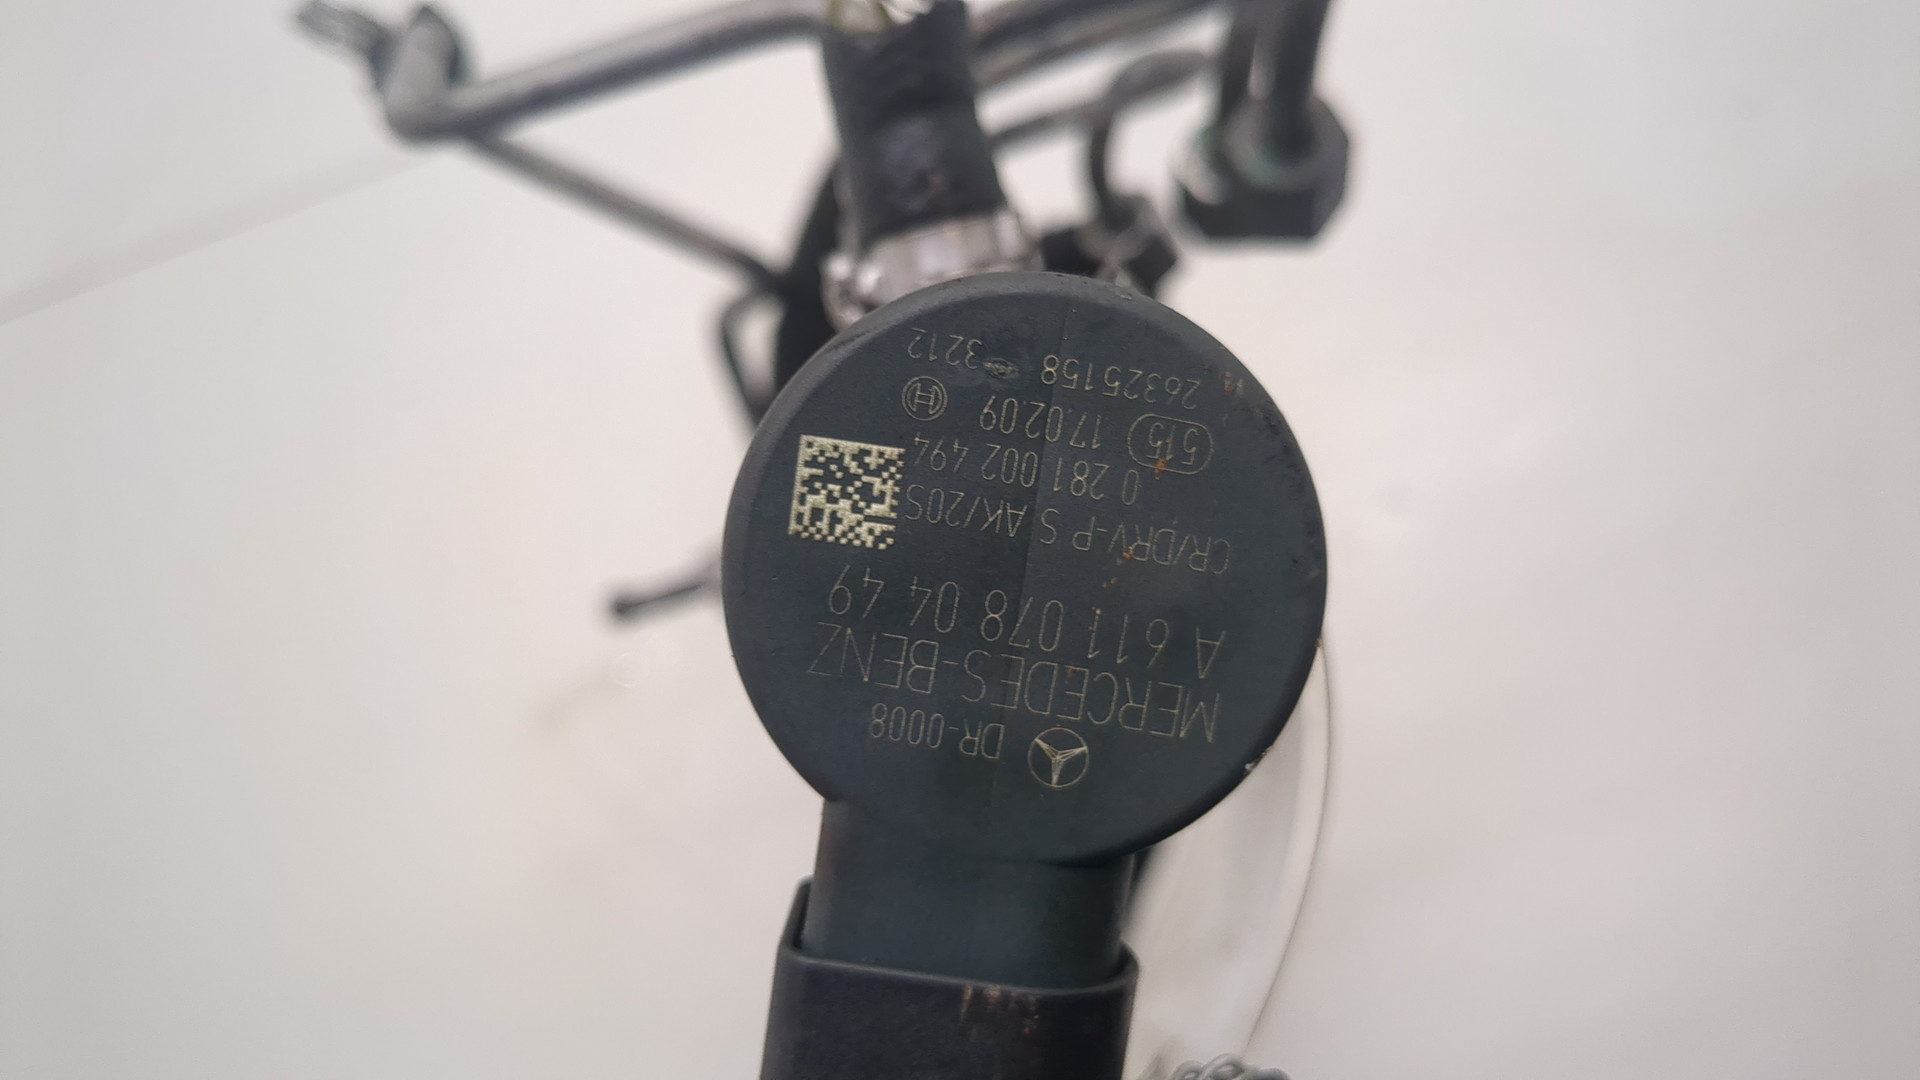 DR-0008
MERCEDES-BENZ
A 611 078 04 49
CR/DRV-P S AK/20S
0 281 002 494
515 17.02.09
26325158 3212